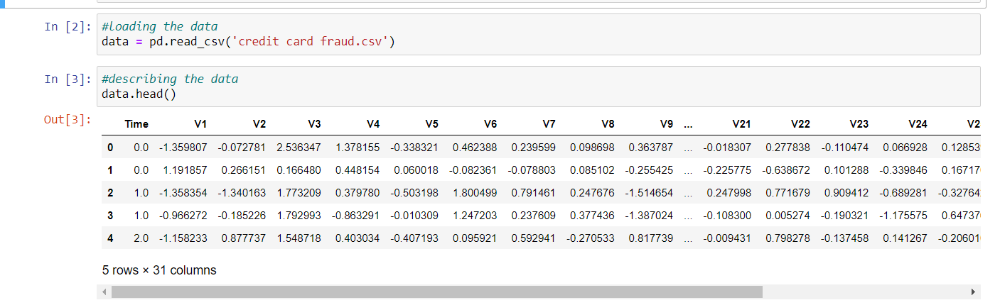 In [2]: #loading the data
data = pd.read_csv('credit card fraud.csv')
In [3]: #describing the data
data.head()
Out[3]:
Time V1 V2 V3 V4 V5 V6 V7 V8 V9 ... V21 V22 V23 V24 V2
0 0.0 -1.359807 -0.072781 2.536347 1.378155 -0.338321 0.462388 0.239599 0.098698 0.363787 ... -0.018307 0.277838 -0.110474 0.066928 0.12853
1 0.0 1.191857 0.266151 0.166480 0.448154 0.060018 -0.082361 -0.078803 0.085102 -0.255425 ... -0.225775 -0.638672 0.101288 -0.339846 0.16717
2 1.0 -1.358354 -1.340163 1.773209 0.379780 -0.503198 1.800499 0.791461 0.247676 -1.514654 ... 0.247998 0.771679 0.909412 -0.689281 -0.32764
3 1.0 -0.966272 -0.185226 1.792993 -0.863291 -0.010309 1.247203 0.237609 0.377436 -1.387024 ... -0.108300 0.005274 -0.190321 -1.175575 0.64737
4 2.0 -1.158233 0.877737 1.548718 0.403034 -0.407193 0.095921 0.592941 -0.270533 0.817739 ... -0.009431 0.798278 -0.137458 0.141267 -0.20601
5 rows × 31 columns